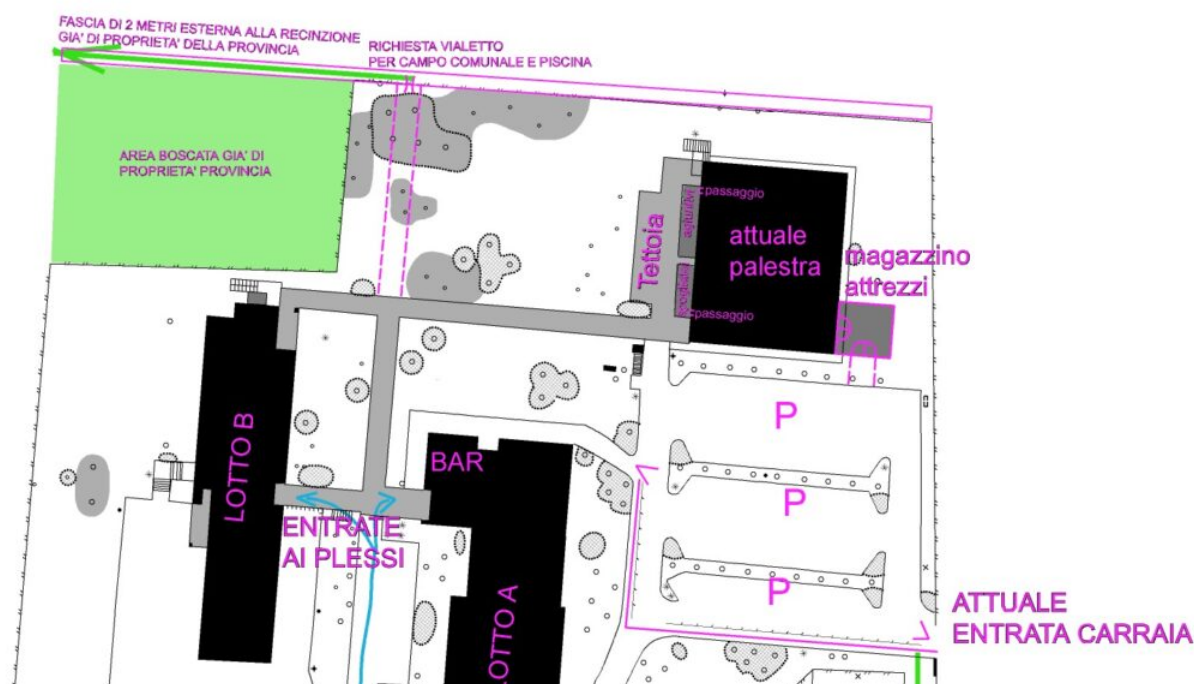 FASCIA DI 2 METRI ESTERNA ALLA RECINZIONE
GIA' DI PROPRIETA' DELLA PROVINCIA
RICHIESTA VIALETTO
PER CAMPO COMUNALE E PISCINA
AREA BOSCATA GIA' DI
PROPRIETA' PROVINCIA
passaggio
aggiuntivi
Tettoia
attuale
palestra
magazzino
attrezzi
spogliatoi
passaggio
LOTTO B
BAR
P
P
P
ENTRATE
AI PLESSI
LOTTO A
ATTUALE
ENTRATA CARRAIA